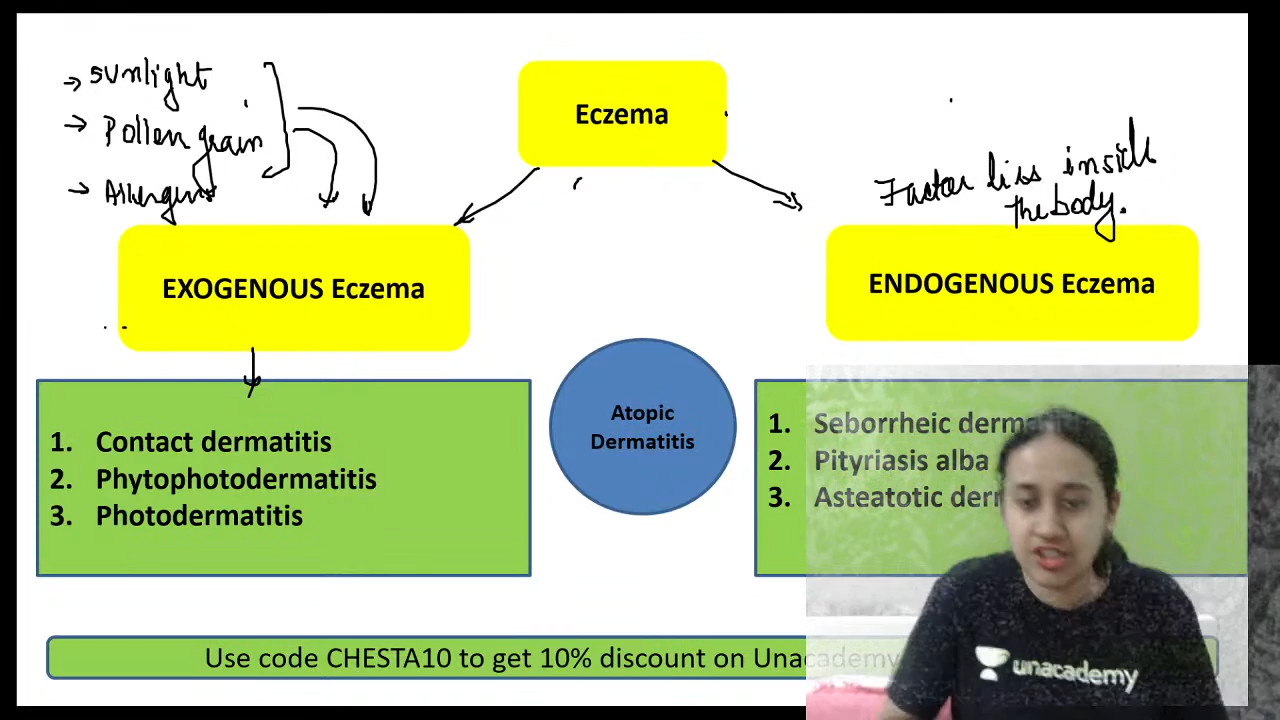 → sunlight
→ Pollen grain
→ Allergens
Eczema
Factor lies inside
the body.
EXOGENOUS Eczema
ENDOGENOUS Eczema
Atopic
Dermatitis
1. Contact dermatitis
2. Phytophotodermatitis
3. Photodermatitis
1. Seborrheic derma
2. Pityriasis alba
3. Asteatotic der
Use code CHESTA10 to get 10% discount on Unacademy
unacademy